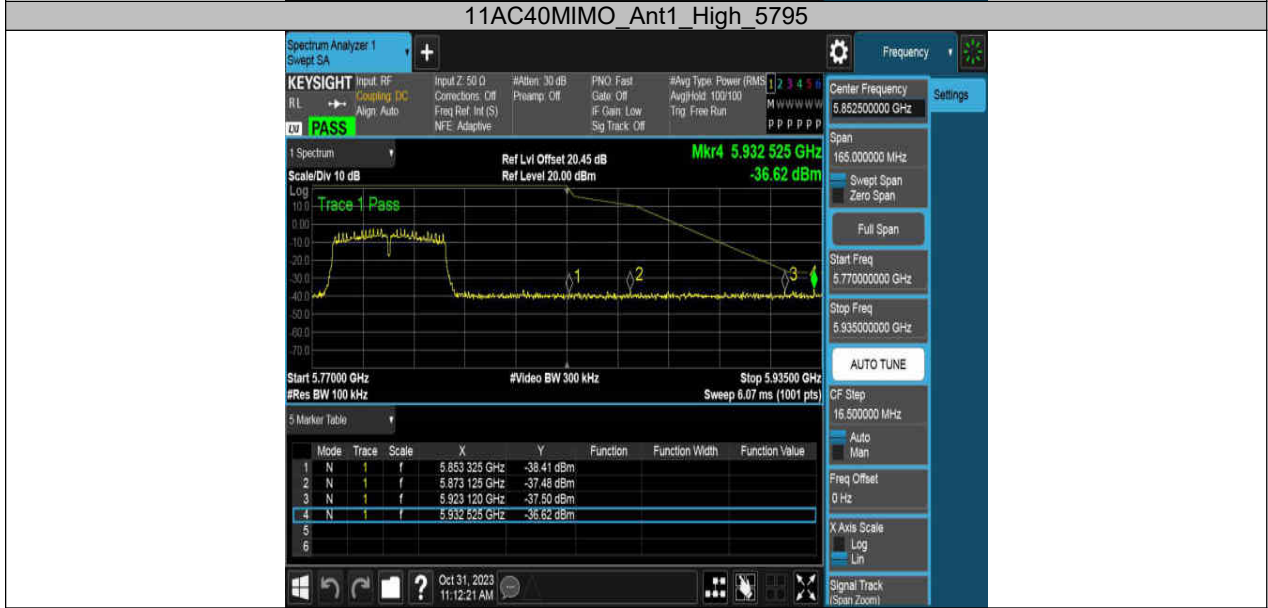 11AC40MIMO_Ant1_High_5795
Spectrum Analyzer 1
Swept SA
+
Frequency
KEYSIGHT
RL
LXI
PASS
Input: RF
Coupling: DC
Align: Auto
Input Z: 50 Ω
Corrections: Off
Freq Ref: Int (S)
NFE: Adaptive
#Atten: 30 dB
Preamp: Off
PNO: Fast
Gate: Off
IF Gain: Low
Sig Track: Off
#Avg Type: Power (RMS
Avg|Hold: 100/100
Trig: Free Run
1 2 3 4 5 6
M W W W W W
P P P P P P
1 Spectrum
Scale/Div 10 dB
Ref Lvl Offset 20.45 dB
Ref Level 20.00 dBm
Mkr4 5.932 525 GHz
-36.62 dBm
Log
Trace 1 Pass
10.0
0.00
-10.0
-20.0
-30.0
-40.0
-50.0
-60.0
-70.0
1
2
3
4
Start 5.77000 GHz
#Res BW 100 kHz
#Video BW 300 kHz
Stop 5.93500 GHz
Sweep 6.07 ms (1001 pts)
5 Marker Table
Mode Trace Scale X Y Function Function Width Function Value
1 N 1 f 5.853 325 GHz -38.41 dBm
2 N 1 f 5.873 125 GHz -37.48 dBm
3 N 1 f 5.923 120 GHz -37.50 dBm
4 N 1 f 5.932 525 GHz -36.62 dBm
5
6
?
Oct 31, 2023
11:12:21 AM
Center Frequency
5.852500000 GHz
Settings
Span
165.000000 MHz
Swept Span
Zero Span
Full Span
Start Freq
5.770000000 GHz
Stop Freq
5.935000000 GHz
AUTO TUNE
CF Step
16.500000 MHz
Auto
Man
Freq Offset
0 Hz
X Axis Scale
Log
Lin
Signal Track
(Span Zoom)